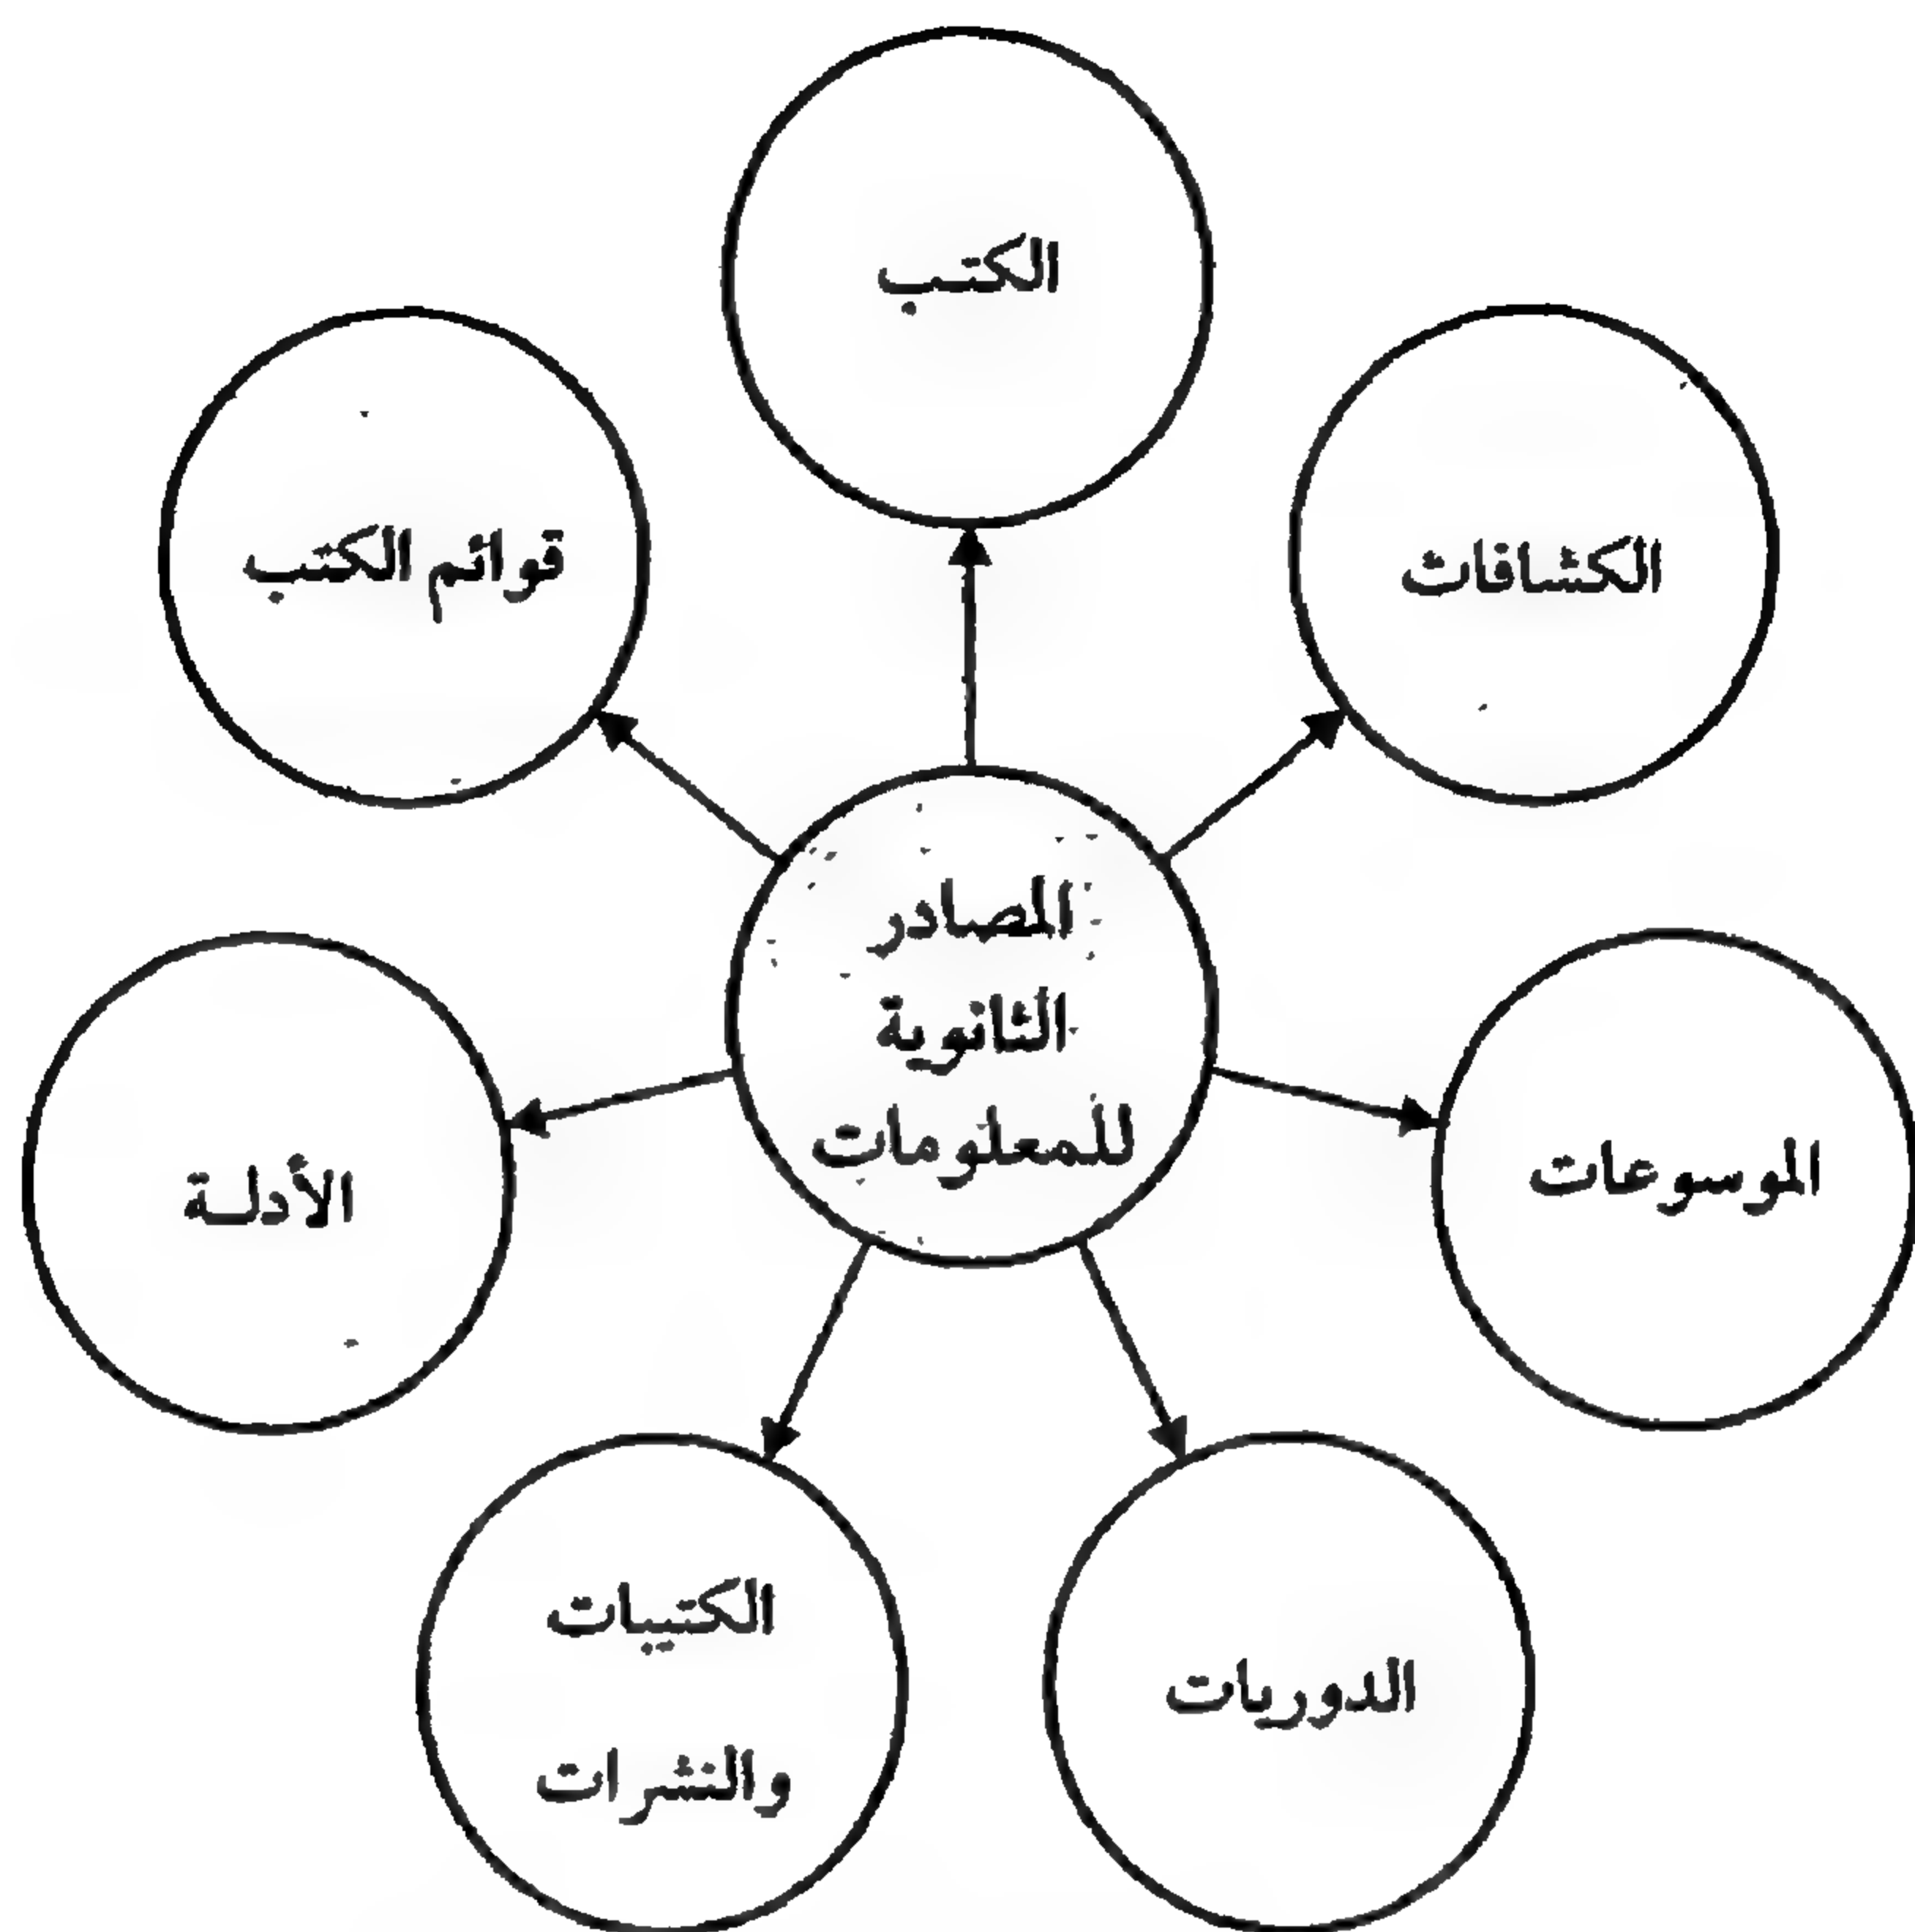 الكتب
الكشافات
قوائم الكتب
المصادر
الثانوية
للمعلومات
الموسوعات
الأدلة
الكتيبات
والنشرات
الدوريات